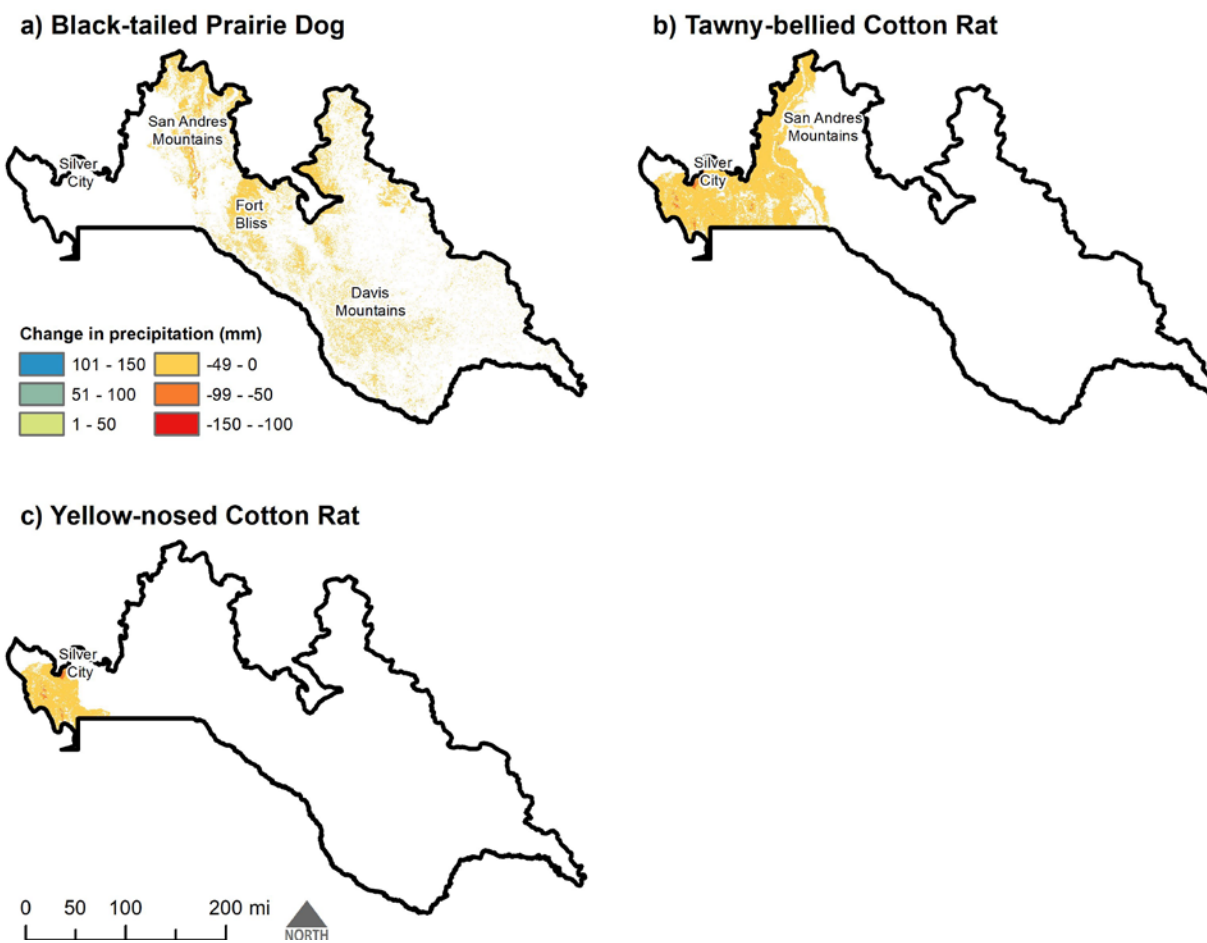 a) Black-tailed Prairie Dog
San Andres
Mountains
Silver
City
Fort
Bliss
Davis
Mountains
Change in precipitation (mm)
101 - 150
-49 - 0
51 - 100
-99 - -50
1 - 50
-150 - -100
b) Tawny-bellied Cotton Rat
San Andres
Mountains
Silver
City
c) Yellow-nosed Cotton Rat
Silver
City
0 50 100 200 mi
NORTH